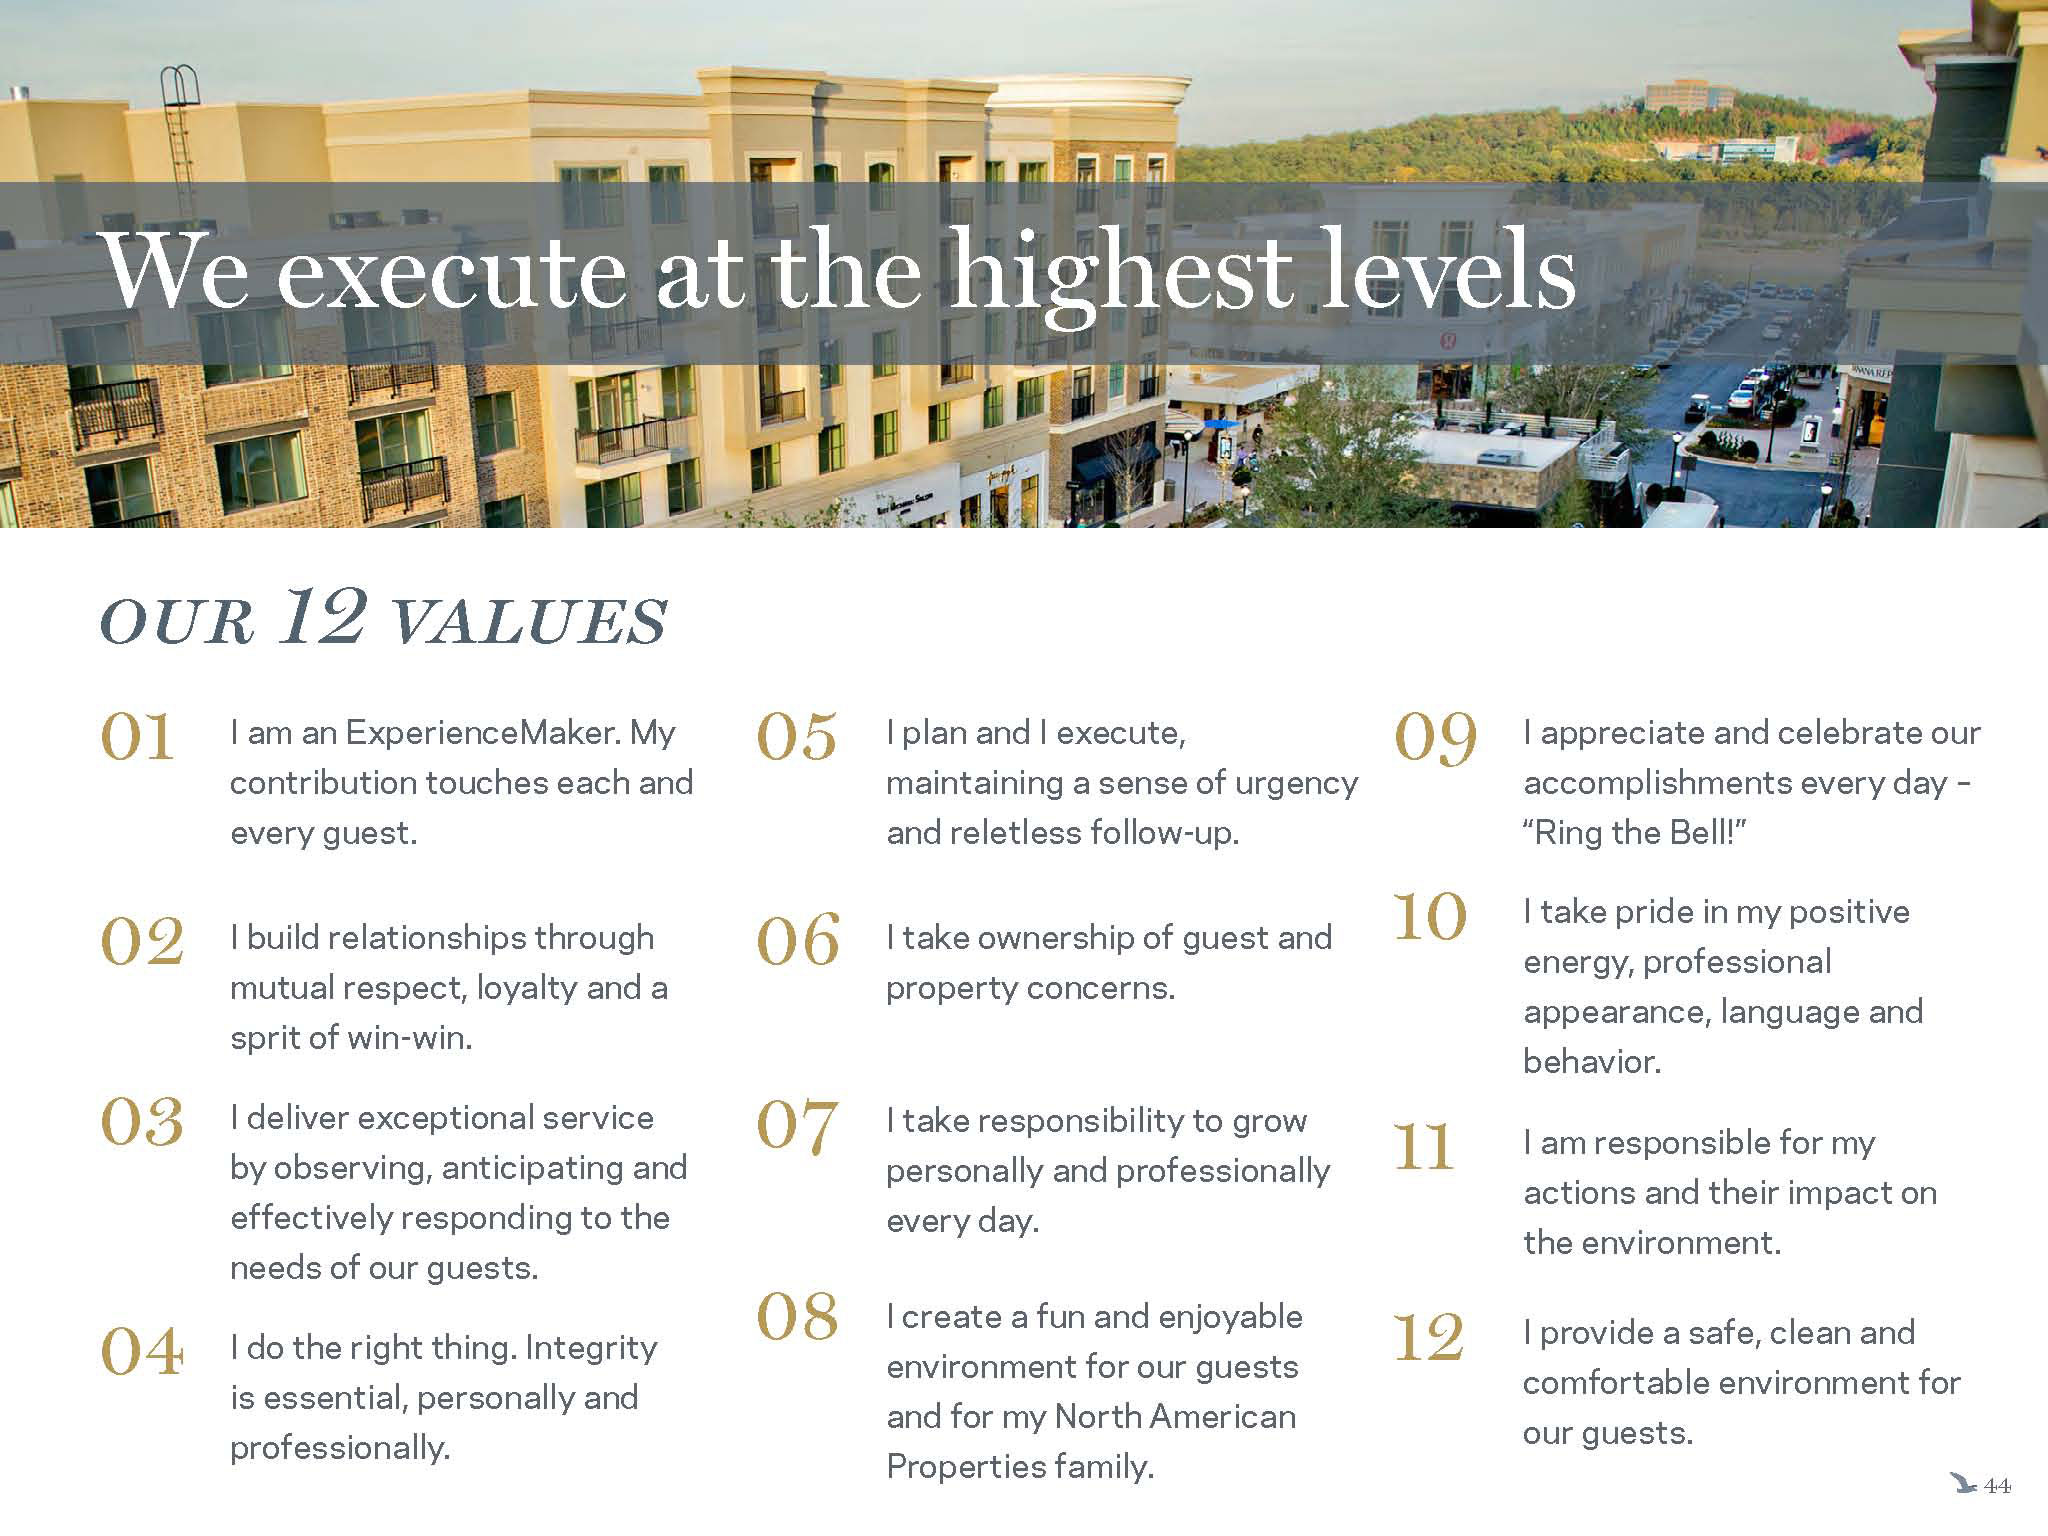 We execute at the highest levels
OUR 12 VALUES
01
I am an ExperienceMaker. My
contribution touches each and
every guest.
02
I build relationships through
mutual respect, loyalty and a
sprit of win-win.
03
I deliver exceptional service
by observing, anticipating and
effectively responding to the
needs of our guests.
04
I do the right thing. Integrity
is essential, personally and
professionally.
05
I plan and I execute,
maintaining a sense of urgency
and reletless follow-up.
06
I take ownership of guest and
property concerns.
07
I take responsibility to grow
personally and professionally
every day.
08
I create a fun and enjoyable
environment for our guests
and for my North American
Properties family.
09
I appreciate and celebrate our
accomplishments every day –
“Ring the Bell!”
10
I take pride in my positive
energy, professional
appearance, language and
behavior.
11
I am responsible for my
actions and their impact on
the environment.
12
I provide a safe, clean and
comfortable environment for
our guests.
44